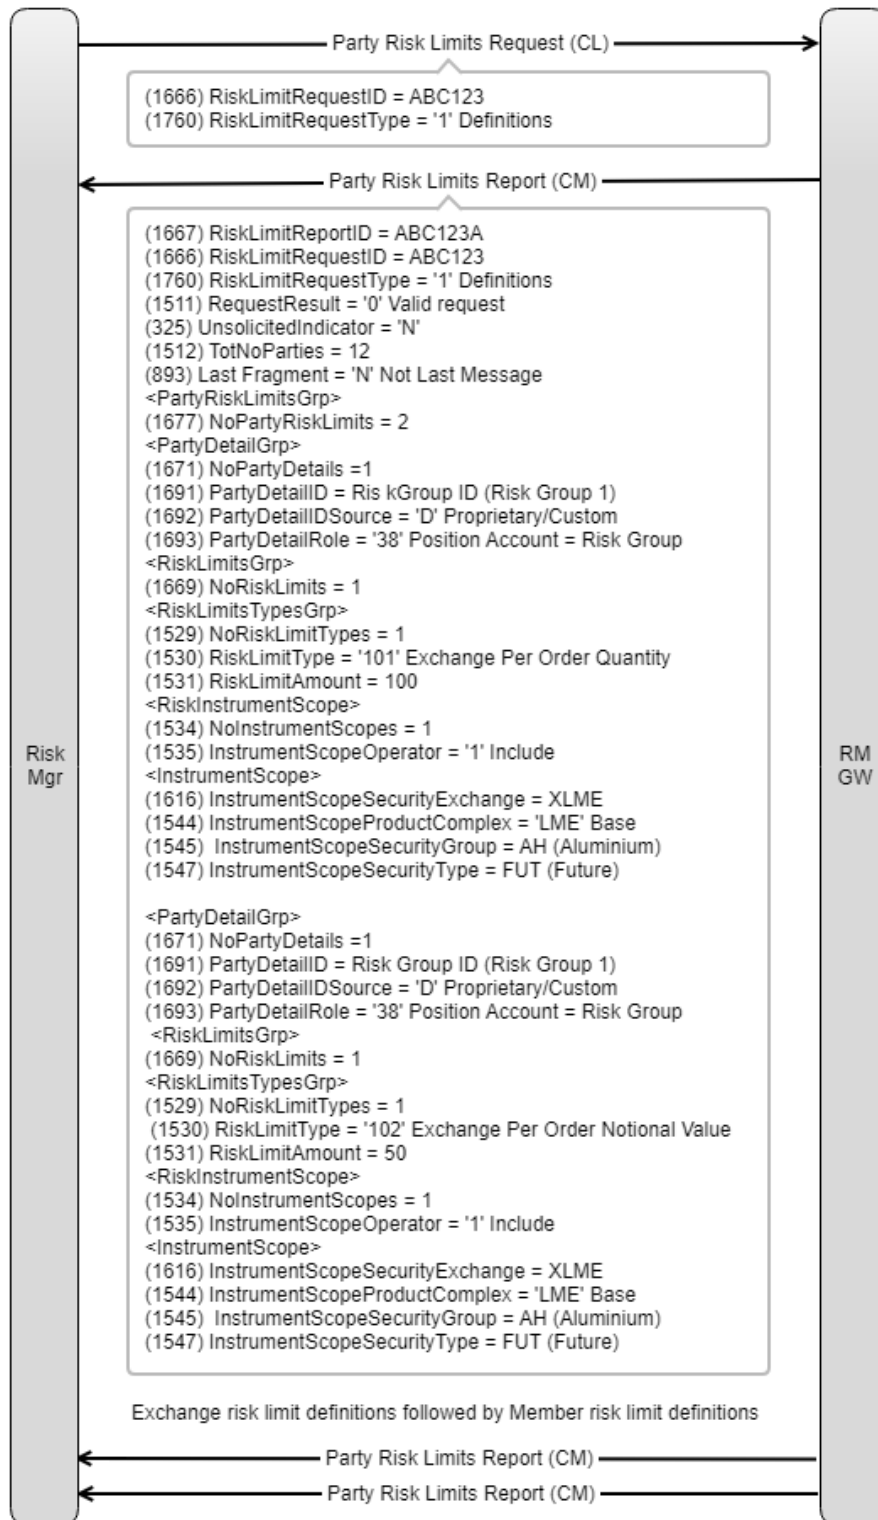 Party Risk Limits Request (CL)
(1666) RiskLimitRequestID = ABC123
(1760) RiskLimitRequestType = '1' Definitions
Party Risk Limits Report (CM)
(1667) RiskLimitReportID = ABC123A
(1666) RiskLimitRequestID = ABC123
(1760) RiskLimitRequestType = '1' Definitions
(1511) RequestResult = '0' Valid request
(325) UnsolicitedIndicator = 'N'
(1512) TotNoParties = 12
(893) Last Fragment = 'N' Not Last Message
<PartyRiskLimitsGrp>
(1677) NoPartyRiskLimits = 2
<PartyDetailGrp>
(1671) NoPartyDetails =1
(1691) PartyDetailID = Ris kGroup ID (Risk Group 1)
(1692) PartyDetailIDSource = 'D' Proprietary/Custom
(1693) PartyDetailRole = '38' Position Account = Risk Group
<RiskLimitsGrp>
(1669) NoRiskLimits = 1
<RiskLimitsTypesGrp>
(1529) NoRiskLimitTypes = 1
(1530) RiskLimitType = '101' Exchange Per Order Quantity
(1531) RiskLimitAmount = 100
<RiskInstrumentScope>
(1534) NoInstrumentScopes = 1
(1535) InstrumentScopeOperator = '1' Include
<InstrumentScope>
(1616) InstrumentScopeSecurityExchange = XLME
(1544) InstrumentScopeProductComplex = 'LME' Base
(1545)  InstrumentScopeSecurityGroup = AH (Aluminium)
(1547) InstrumentScopeSecurityType = FUT (Future)
<PartyDetailGrp>
(1671) NoPartyDetails =1
(1691) PartyDetailID = Risk Group ID (Risk Group 1)
(1692) PartyDetailIDSource = 'D' Proprietary/Custom
(1693) PartyDetailRole = '38' Position Account = Risk Group
<RiskLimitsGrp>
(1669) NoRiskLimits = 1
<RiskLimitsTypesGrp>
(1529) NoRiskLimitTypes = 1
(1530) RiskLimitType = '102' Exchange Per Order Notional Value
(1531) RiskLimitAmount = 50
<RiskInstrumentScope>
(1534) NoInstrumentScopes = 1
(1535) InstrumentScopeOperator = '1' Include
<InstrumentScope>
(1616) InstrumentScopeSecurityExchange = XLME
(1544) InstrumentScopeProductComplex = 'LME' Base
(1545)  InstrumentScopeSecurityGroup = AH (Aluminium)
(1547) InstrumentScopeSecurityType = FUT (Future)
Risk
Mgr
RM
GW
Exchange risk limit definitions followed by Member risk limit definitions
Party Risk Limits Report (CM)
Party Risk Limits Report (CM)